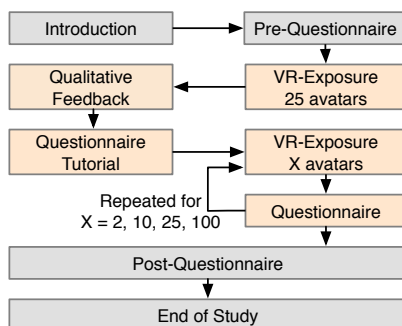 Introduction
Pre-Questionnaire
VR-Exposure
25 avatars
Qualitative
Feedback
Questionnaire
Tutorial
VR-Exposure
X avatars
Repeated for
X = 2, 10, 25, 100
Questionnaire
Post-Questionnaire
End of Study